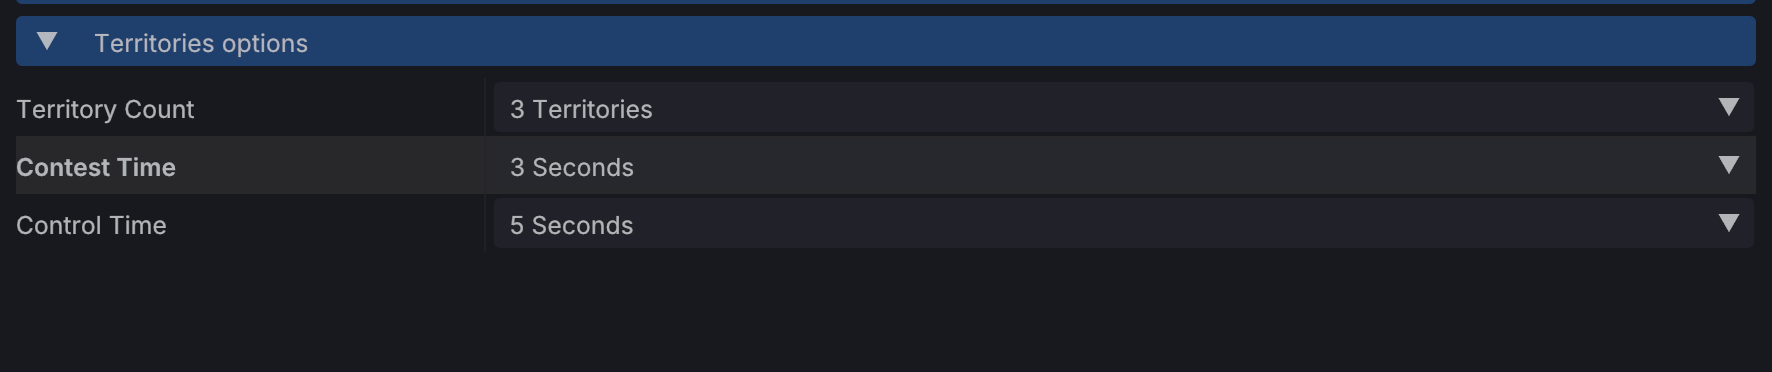 Territories options
Territory Count 3 Territories
Contest Time 3 Seconds
Control Time 5 Seconds